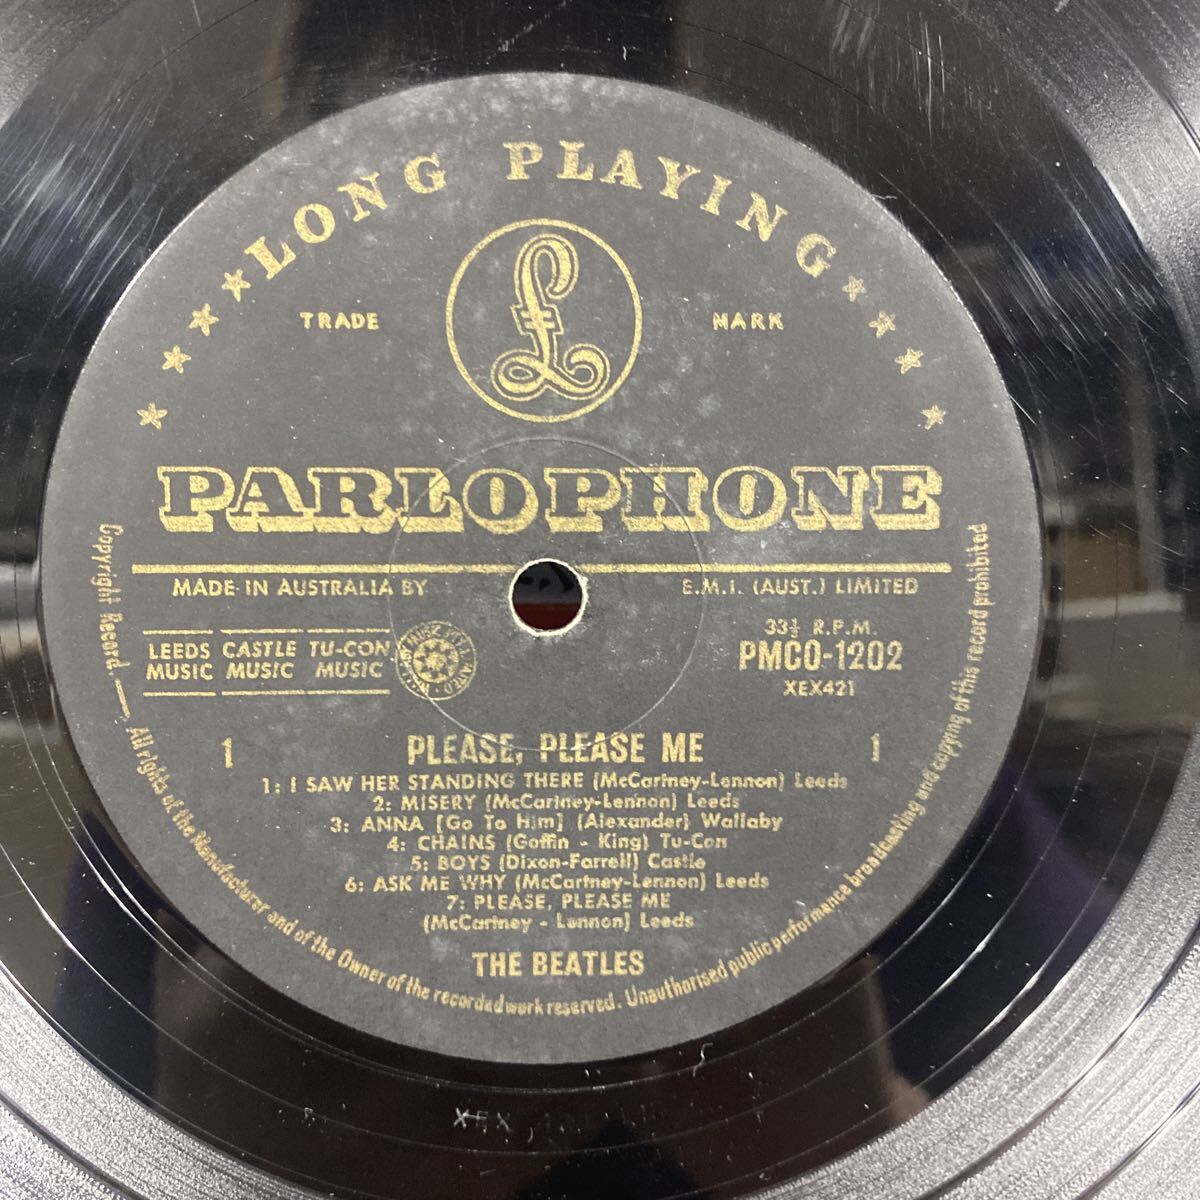 LONG PLAYING
£
TRADE MARK
PARLOPHONE
MADE IN AUSTRALIA BY E.M.I. (AUST.) LIMITED
33⅓ R.P.M.
LEEDS MUSIC
CASTLE MUSIC
TU-CON MUSIC
PMCO-1202
XEX421
1 PLEASE, PLEASE ME 1
1: I SAW HER STANDING THERE (McCartney-Lennon) Leeds
2: MISERY (McCartney-Lennon) Leeds
3: ANNA [Go To Him] (Alexander) Wallaby
4: CHAINS (Goffin - King) Tu-Con
5: BOYS (Dixon-Farrell) Castle
6: ASK ME WHY (McCartney-Lennon) Leeds
7: PLEASE, PLEASE ME
(McCartney - Lennon) Leeds
THE BEATLES
Copyright Record. — All rights of the Manufacturer and of the Owner of the recorded work reserved. Unauthorised public performance broadcasting and copying of this record prohibited
XEX